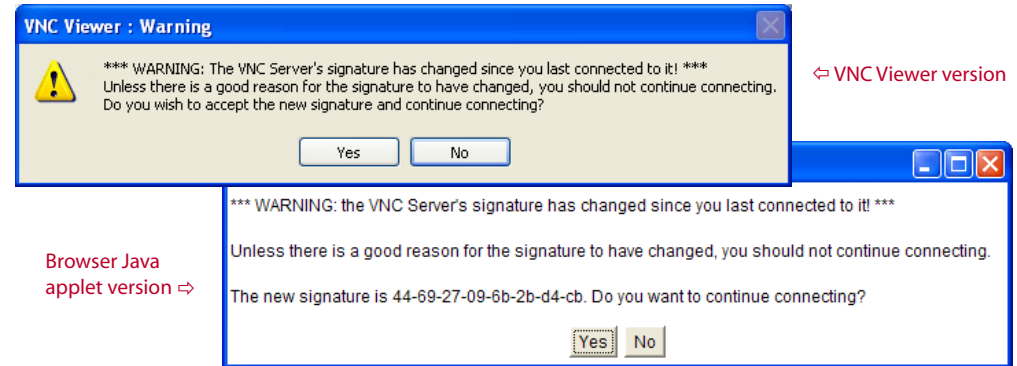 VNC Viewer : Warning
*** WARNING: The VNC Server's signature has changed since you last connected to it! ***
Unless there is a good reason for the signature to have changed, you should not continue connecting.
Do you wish to accept the new signature and continue connecting?
Yes No
⇦ VNC Viewer version
*** WARNING: the VNC Server's signature has changed since you last connected to it! ***
Unless there is a good reason for the signature to have changed, you should not continue connecting.
The new signature is 44-69-27-09-6b-2b-d4-cb. Do you want to continue connecting?
Yes No
Browser Java
applet version ⇨